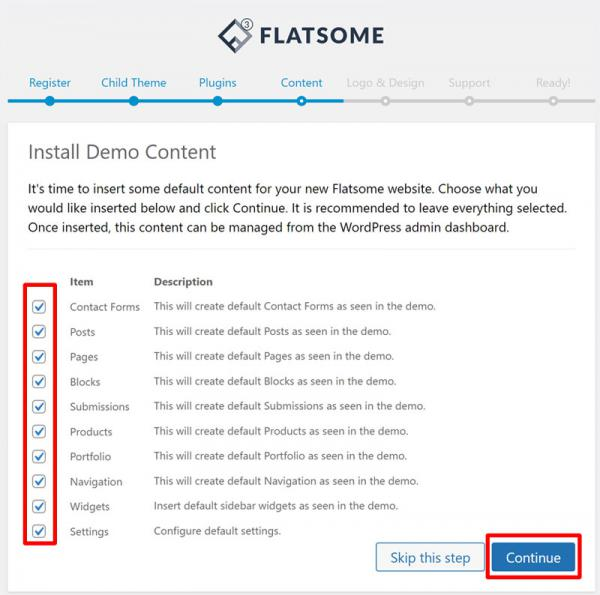 3
FLATSOME
Register Child Theme Plugins Content Logo & Design Support Ready!
Install Demo Content
It's time to insert some default content for your new Flatsome website. Choose what you
would like inserted below and click Continue. It is recommended to leave everything selected.
Once inserted, this content can be managed from the WordPress admin dashboard.
Item Description
Contact Forms This will create default Contact Forms as seen in the demo.
Posts This will create default Posts as seen in the demo.
Pages This will create default Pages as seen in the demo.
Blocks This will create default Blocks as seen in the demo.
Submissions This will create default Submissions as seen in the demo.
Products This will create default Products as seen in the demo.
Portfolio This will create default Portfolio as seen in the demo.
Navigation This will create default Navigation as seen in the demo.
Widgets Insert default sidebar widgets as seen in the demo.
Settings Configure default settings.
Skip this step Continue